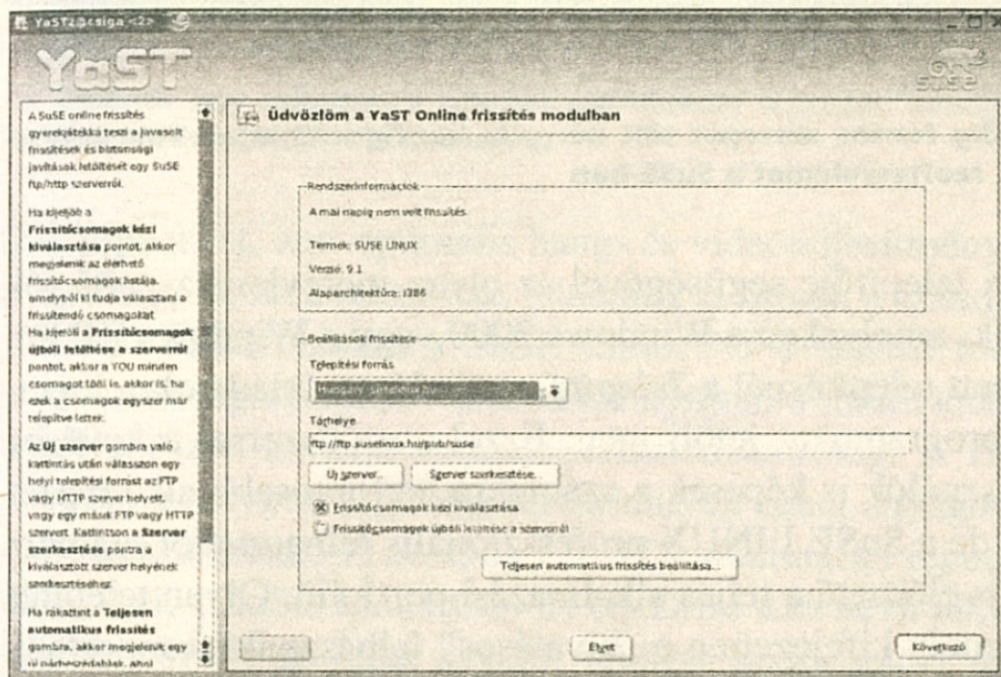 YaST2@csiga <2>
YaST
SuSE
A SuSE online frissítés
gyerekjátékká teszi a javasolt
frissítések és biztonsági
javítások letöltését egy SuSE
ftp/http szerverről.
Ha kijelöli a
Frissítőcsomagok kézi
kiválasztása pontot, akkor
megjelenik az elérhető
frissítőcsomagok listája,
amelyből ki tudja választani a
frissítendő csomagokat
Ha kijelöli a Frissítőcsomagok
újbóli letöltése a szerverről
pontot, akkor a YOU minden
csomagot tölt le, akkor is, ha
ezek a csomagok egyszer már
telepítve lettek.
Az Új szerver gombra való
kattintás után válasszon egy
helyi telepítési forrást az FTP
vagy HTTP szerver helyett,
vagy egy másik FTP vagy HTTP
szervert. Kattintson a Szerver
szerkesztése pontra a
kiválasztott szerver helyének
szerkesztéséhez.
Ha rákattint a Teljesen
automatikus frissítés
gombra, akkor megjelenik egy
új párbeszédablak, ahol
Üdvözlöm a YaST Online frissítés modulban
Rendszerinformációk
A mai napig nem volt frissítés.
Termék: SUSE LINUX
Verzió: 9.1
Alaparchitektúra: i386
Beállítások frissítése
Telepítési forrás
Tárhelye
ftp://ftp.suselinux.hu/pub/suse
Új szerver...
Szerver szerkesztése...
Frissítőcsomagok kézi kiválasztása
Frissítőcsomagok újbóli letöltése a szerverről
Teljesen automatikus frissítés beállítása...
Elvet
Következő